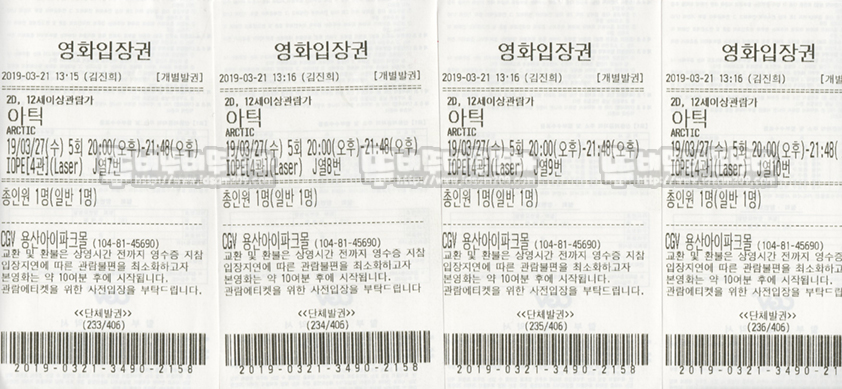 영화입장권
2019-03-21 13:15 (김진희) [개별발권]
2D, 12세이상관람가
아틱
ARCTIC
19/03/27(수) 5회 20:00(오후)-21:48(오후)
IOPE[4관](Laser) J열7번
총인원 1명(일반 1명)
CGV 용산아이파크몰 (104-81-45690)
교환 및 환불은 상영시간 전까지 영수증 지참
입장지연에 따른 관람불편을 최소화하고자
본영화는 약 10여분 후에 시작됩니다.
관람에티켓을 위한 사전입장을 부탁드립니다
<<단체발권>>
(233/406)
2019-0321-3490-2158
영화입장권
2019-03-21 13:16 (김진희) [개별발권]
2D, 12세이상관람가
아틱
ARCTIC
19/03/27(수) 5회 20:00(오후)-21:48(오후)
IOPE[4관](Laser) J열8번
총인원 1명(일반 1명)
CGV 용산아이파크몰 (104-81-45690)
교환 및 환불은 상영시간 전까지 영수증 지참
입장지연에 따른 관람불편을 최소화하고자
본영화는 약 10여분 후에 시작됩니다.
관람에티켓을 위한 사전입장을 부탁드립니다
<<단체발권>>
(234/406)
2019-0321-3490-2158
영화입장권
2019-03-21 13:16 (김진희) [개별발권]
2D, 12세이상관람가
아틱
ARCTIC
19/03/27(수) 5회 20:00(오후)-21:48(오후)
IOPE[4관](Laser) J열9번
총인원 1명(일반 1명)
CGV 용산아이파크몰 (104-81-45690)
교환 및 환불은 상영시간 전까지 영수증 지참
입장지연에 따른 관람불편을 최소화하고자
본영화는 약 10여분 후에 시작됩니다.
관람에티켓을 위한 사전입장을 부탁드립니다
<<단체발권>>
(235/406)
2019-0321-3490-2158
영화입장권
2019-03-21 13:16 (김진희) [개별발
2D, 12세이상관람가
아틱
ARCTIC
19/03/27(수) 5회 20:00(오후)-21:48(
IOPE[4관](Laser) J열10번
총인원 1명(일반 1명)
CGV 용산아이파크몰 (104-81-45690)
교환 및 환불은 상영시간 전까지 영수증
입장지연에 따른 관람불편을 최소화하고자
본영화는 약 10여분 후에 시작됩니다.
관람에티켓을 위한 사전입장을 부탁드립
<<단체발권>>
(236/406)
2019-0321-3490-2158